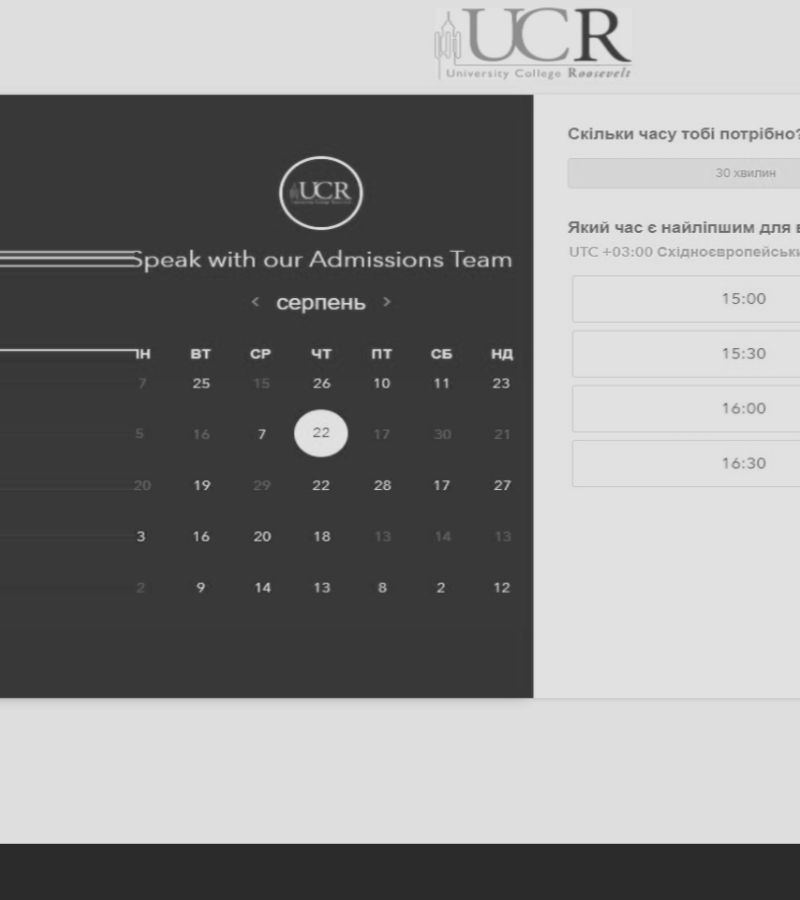 UCR
University College Roosevelt
UCR
Speak with our Admissions Team
< серпень >
ПН ВТ СР ЧТ ПТ СБ НД
7 25 15 26 10 11 23
5 16 7 22 17 30 21
20 19 29 22 28 17 27
3 16 20 18 13 14 13
2 9 14 13 8 2 12
Скільки часу тобі потрібно?
30 хвилин
Який час є найліпшим для в
UTC +03:00 Східноєвропейськи
15:00
15:30
16:00
16:30